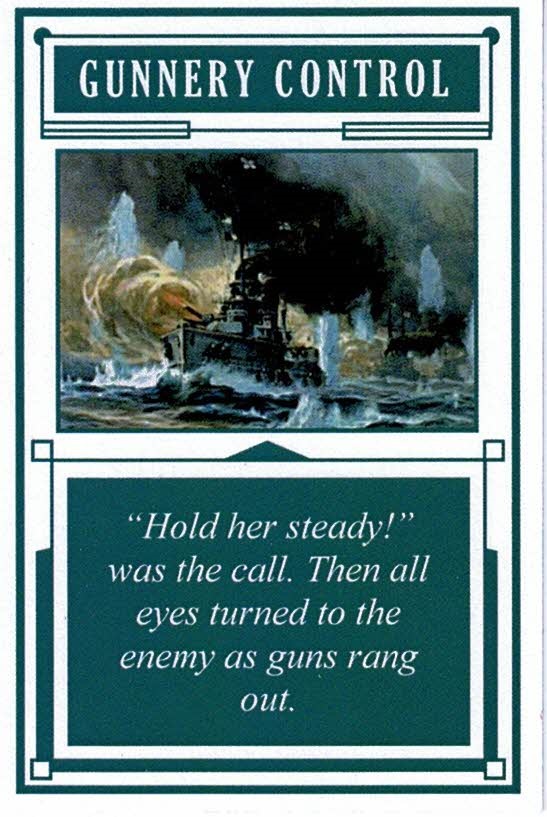 GUNNERY CONTROL
“Hold her steady!”
was the call. Then all
eyes turned to the
enemy as guns rang
out.